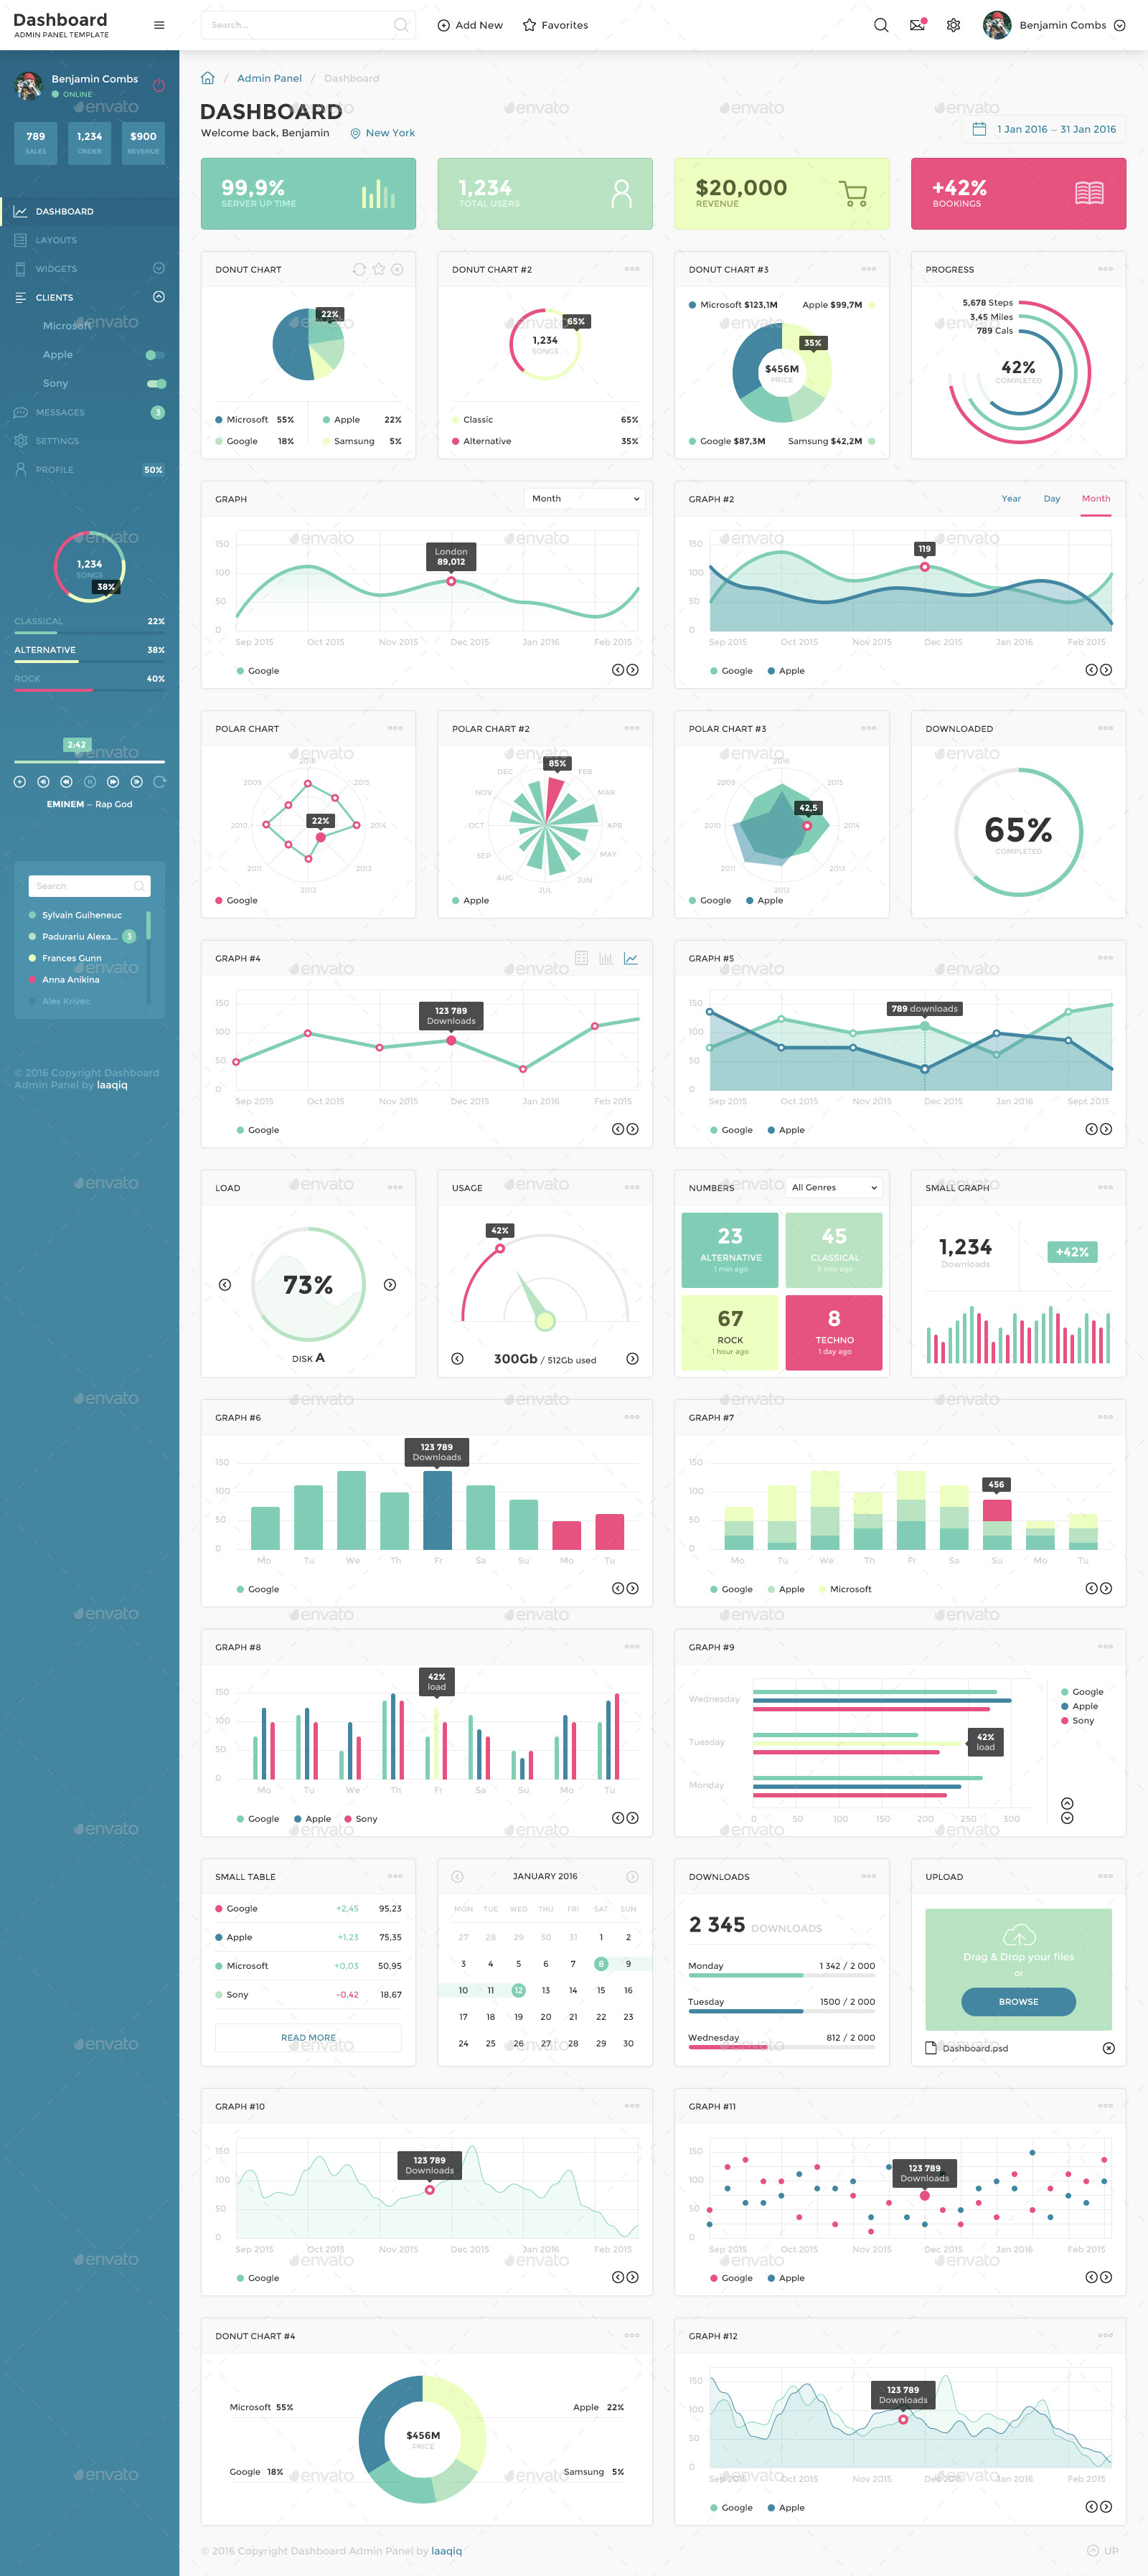 Dashboard
ADMIN PANEL TEMPLATE
Search...
Add New
Favorites
Benjamin Combs
Benjamin Combs
ONLINE
789
SALES
1,234
ORDER
$900
REVENUE
DASHBOARD
LAYOUTS
WIDGETS
CLIENTS
Microsoft
Apple
Sony
MESSAGES
3
SETTINGS
PROFILE
50%
1,234
SONGS
38%
CLASSICAL 22%
ALTERNATIVE 38%
ROCK 40%
2:42
EMINEM – Rap God
Search
Sylvain Guiheneuc
Padurariu Alexa... 3
Frances Gunn
Anna Anikina
Ales Krivec
© 2016 Copyright Dashboard
Admin Panel by laaqiq
Admin Panel / Dashboard
DASHBOARD
Welcome back, Benjamin
New York
1 Jan 2016 – 31 Jan 2016
99,9%
SERVER UP TIME
1,234
TOTAL USERS
$20,000
REVENUE
+42%
BOOKINGS
DONUT CHART
22%
Microsoft 55%
Apple 22%
Google 18%
Samsung 5%
DONUT CHART #2
65%
1,234
SONGS
Classic 65%
Alternative 35%
DONUT CHART #3
Microsoft $123,1M
Apple $99,7M
35%
$456M
PRICE
Google $87,3M
Samsung $42,2M
PROGRESS
5,678 Steps
3,45 Miles
789 Cals
42%
COMPLETED
GRAPH
Month
London
89,012
150
100
50
0
Sep 2015 Oct 2015 Nov 2015 Dec 2015 Jan 2016 Feb 2015
Google
GRAPH #2
Year Day Month
119
150
100
50
0
Sep 2015 Oct 2015 Nov 2015 Dec 2015 Jan 2016 Feb 2015
Google Apple
POLAR CHART
2016
2009 2015
22%
2010 2014
2011 2013
2012
Google
POLAR CHART #2
85%
DEC FEB
NOV MAR
OCT APR
SEP MAY
AUG JUN
JUL
Apple
POLAR CHART #3
2016
2009 2015
42,5
2010 2014
2011 2013
2012
Google Apple
DOWNLOADED
65%
COMPLETED
GRAPH #4
123 789
Downloads
150
100
50
0
Sep 2015 Oct 2015 Nov 2015 Dec 2015 Jan 2016 Feb 2015
Google
GRAPH #5
789 downloads
150
100
50
0
Sep 2015 Oct 2015 Nov 2015 Dec 2015 Jan 2016 Sept 2015
Google Apple
LOAD
73%
DISK A
USAGE
42%
300Gb / 512Gb used
NUMBERS
All Genres
23
ALTERNATIVE
1 min ago
45
CLASSICAL
5 min ago
67
ROCK
1 hour ago
8
TECHNO
1 day ago
SMALL GRAPH
1,234
Downloads
+42%
GRAPH #6
123 789
Downloads
150
100
50
0
Mo Tu We Th Fr Sa Su Mo Tu
Google
GRAPH #7
456
150
100
50
0
Mo Tu We Th Fr Sa Su Mo Tu
Google Apple Microsoft
GRAPH #8
42%
load
150
100
50
0
Mo Tu We Th Fr Sa Su Mo Tu
Google Apple Sony
GRAPH #9
Wednesday
Tuesday
Monday
42%
load
0 50 100 150 200 250 300
Google
Apple
Sony
SMALL TABLE
Google +2,45 95,23
Apple +1,23 75,35
Microsoft +0,03 50,95
Sony -0,42 18,67
READ MORE
JANUARY 2016
MON TUE WED THU FRI SAT SUN
27 28 29 30 31 1 2
3 4 5 6 7 8 9
10 11 12 13 14 15 16
17 18 19 20 21 22 23
24 25 26 27 28 29 30
DOWNLOADS
2 345 DOWNLOADS
Monday 1 342 / 2 000
Tuesday 1500 / 2 000
Wednesday 812 / 2 000
UPLOAD
Drag & Drop your files
or
BROWSE
Dashboard.psd
GRAPH #10
123 789
Downloads
150
100
50
0
Sep 2015 Oct 2015 Nov 2015 Dec 2015 Jan 2016 Feb 2015
Google
GRAPH #11
123 789
Downloads
150
100
50
0
Sep 2015 Oct 2015 Nov 2015 Dec 2015 Jan 2016 Feb 2015
Google Apple
DONUT CHART #4
Microsoft 55%
Apple 22%
$456M
PRICE
Google 18%
Samsung 5%
GRAPH #12
123 789
Downloads
150
100
50
0
Sep 2015 Oct 2015 Nov 2015 Dec 2015 Jan 2016 Feb 2015
Google Apple
© 2016 Copyright Dashboard Admin Panel by laaqiq
UP
envato